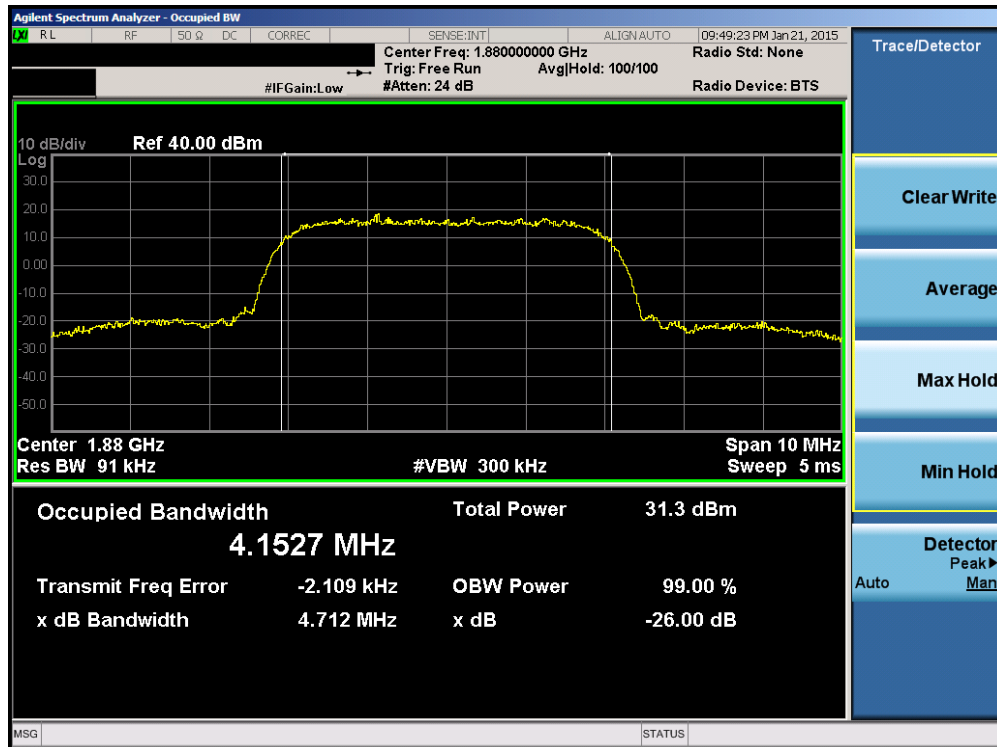 Agilent Spectrum Analyzer - Occupied BW
LXI RL RF 50 Ω DC CORREC SENSE:INT ALIGN AUTO 09:49:23 PM Jan 21, 2015
Center Freq: 1.880000000 GHz Radio Std: None
Trig: Free Run Avg|Hold: 100/100
#IFGain:Low #Atten: 24 dB Radio Device: BTS
10 dB/div Ref 40.00 dBm
Log
30.0
20.0
10.0
0.00
-10.0
-20.0
-30.0
-40.0
-50.0
Center 1.88 GHz Span 10 MHz
Res BW 91 kHz #VBW 300 kHz Sweep 5 ms
Occupied Bandwidth Total Power 31.3 dBm
4.1527 MHz
Transmit Freq Error -2.109 kHz OBW Power 99.00 %
x dB Bandwidth 4.712 MHz x dB -26.00 dB
MSG STATUS
Trace/Detector
Clear Write
Average
Max Hold
Min Hold
Detector
Peak▶
Auto Man